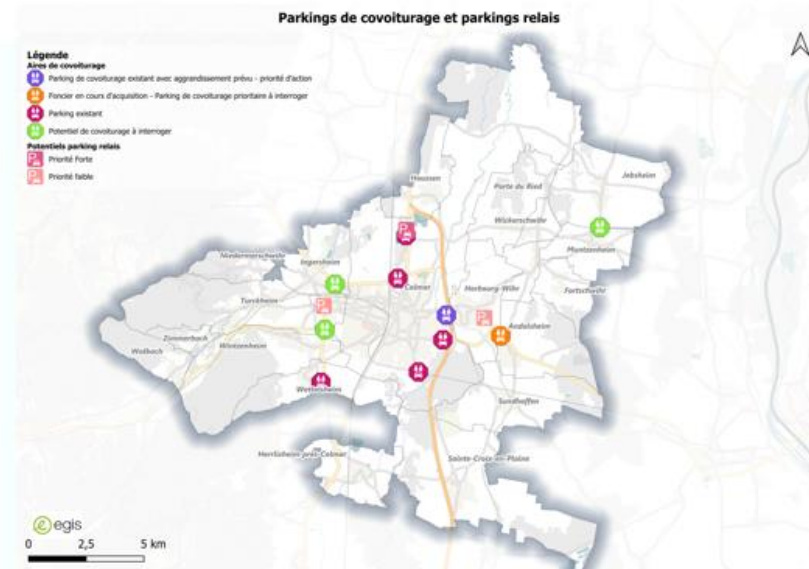 Parkings de covoiturage et parkings relais
Légende
Aires de covoiturage
Parking de covoiturage existant avec aggrandissement prévu - priorité d'action
Foncier en cours d'acquisition - Parking de covoiturage prioritaire à interroger
Parking existant
Potentiel de covoiturage à interroger
Potentiels parking relais
P
Priorité Forte
P
Priorité faible
Houssen
Jebsheim
Porte du Ried
Wickerschwihr
P
Muntzenheim
Niedermorschwihr
Ingersheim
Colmar
Horbourg-Wihr
Fortschwihr
Turckheim
P
P
Andolsheim
Zimmerbach
Walbach
Wintzenheim
Wettolsheim
Sundhoffen
Herrlisheim-près-Colmar
Sainte-Croix-en-Plaine
egis
0 2,5 5 km